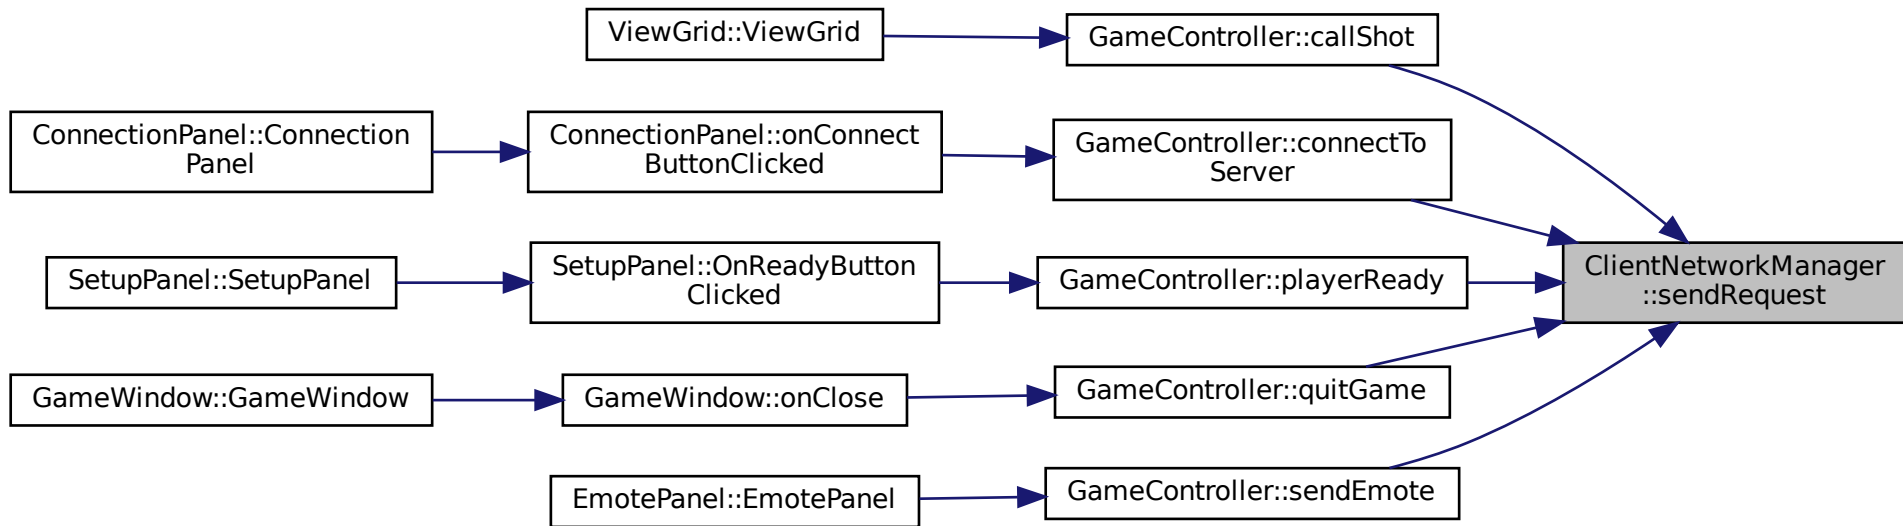 ViewGrid::ViewGrid
GameController::callShot
ConnectionPanel::Connection
Panel
ConnectionPanel::onConnect
ButtonClicked
GameController::connectTo
Server
ClientNetworkManager
::sendRequest
SetupPanel::SetupPanel
SetupPanel::OnReadyButton
Clicked
GameController::playerReady
GameWindow::GameWindow
GameWindow::onClose
GameController::quitGame
EmotePanel::EmotePanel
GameController::sendEmote